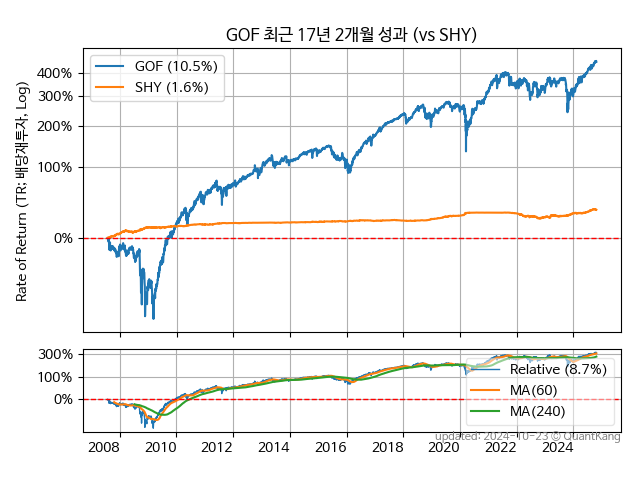 GOF 최근 17년 2개월 성과 (vs SHY)
GOF (10.5%)
SHY (1.6%)
400%
300%
200%
100%
0%
Rate of Return (TR; 배당재투자, Log)
300%
100%
0%
Relative (8.7%)
MA(60)
MA(240)
2008 2010 2012 2014 2016 2018 2020 2022 2024
updated: 2024-10-23 © QuantKang